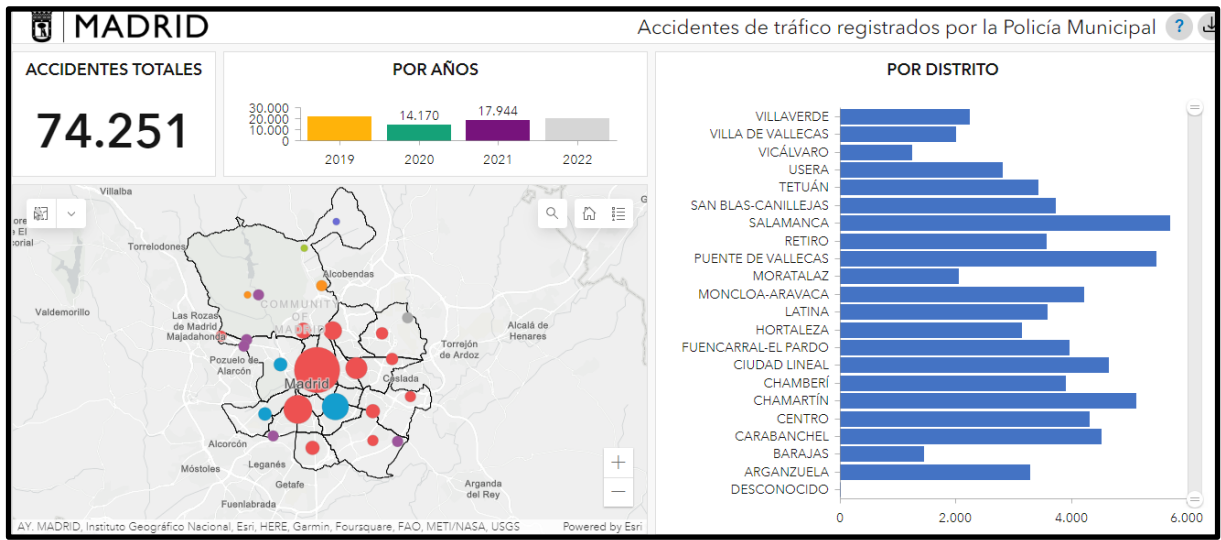 MADRID
Accidentes de tráfico registrados por la Policía Municipal ?
ACCIDENTES TOTALES
74.251
POR AÑOS
30.000
20.000
10.000
0
14.170
17.944
2019
2020
2021
2022
POR DISTRITO
VILLAVERDE
VILLA DE VALLECAS
VICÁLVARO
USERA
TETUÁN
SAN BLAS-CANILLEJAS
SALAMANCA
RETIRO
PUENTE DE VALLECAS
MORATALAZ
MONCLOA-ARAVACA
LATINA
HORTALEZA
FUENCARRAL-EL PARDO
CIUDAD LINEAL
CHAMBERÍ
CHAMARTÍN
CENTRO
CARABANCHEL
BARAJAS
ARGANZUELA
DESCONOCIDO
0
2.000
4.000
6.000
Villalba
Torrelodones
Alcobendas
COMMUNITY
OF
MADRID
Valdemorillo
Las Rozas
de Madrid
Majadahonda
Alcalá de
Henares
Torrejón
de Ardoz
Pozuelo de
Alarcón
Madrid
Coslada
Alcorcón
Móstoles
Leganés
Getafe
Fuenlabrada
Arganda
del Rey
AY. MADRID, Instituto Geográfico Nacional, Esri, HERE, Garmin, Foursquare, FAO, METI/NASA, USGS
Powered by Esri